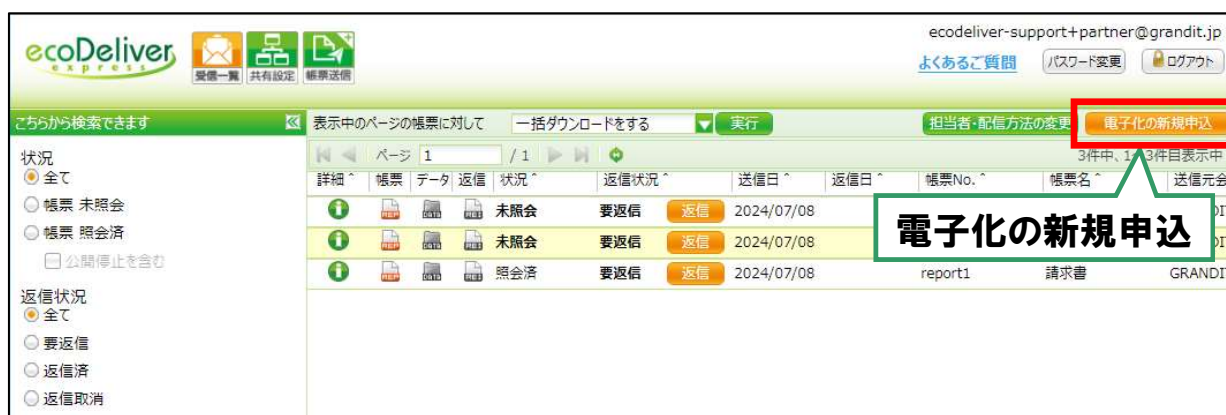 ecodeliver-support+partner@grandit.jp
ecoDeliver
express
受信一覧 共有設定 帳票送信
よくあるご質問 パスワード変更 ログアウト
こちらから検索できます
表示中のページの帳票に対して 一括ダウンロードをする 実行 担当者・配信方法の変更 電子化の新規申込
ページ 1 / 1 3件中、1 3件目表示中
詳細 帳票 データ 返信 状況 返信状況 送信日 返信日 帳票No. 帳票名 送信元会
未照会 要返信 返信 2024/07/08
未照会 要返信 返信 2024/07/08
照会済 要返信 返信 2024/07/08 report1 請求書 GRANDI
電子化の新規申込
状況
全て
帳票 未照会
帳票 照会済
公開停止を含む
返信状況
全て
要返信
返信済
返信取消